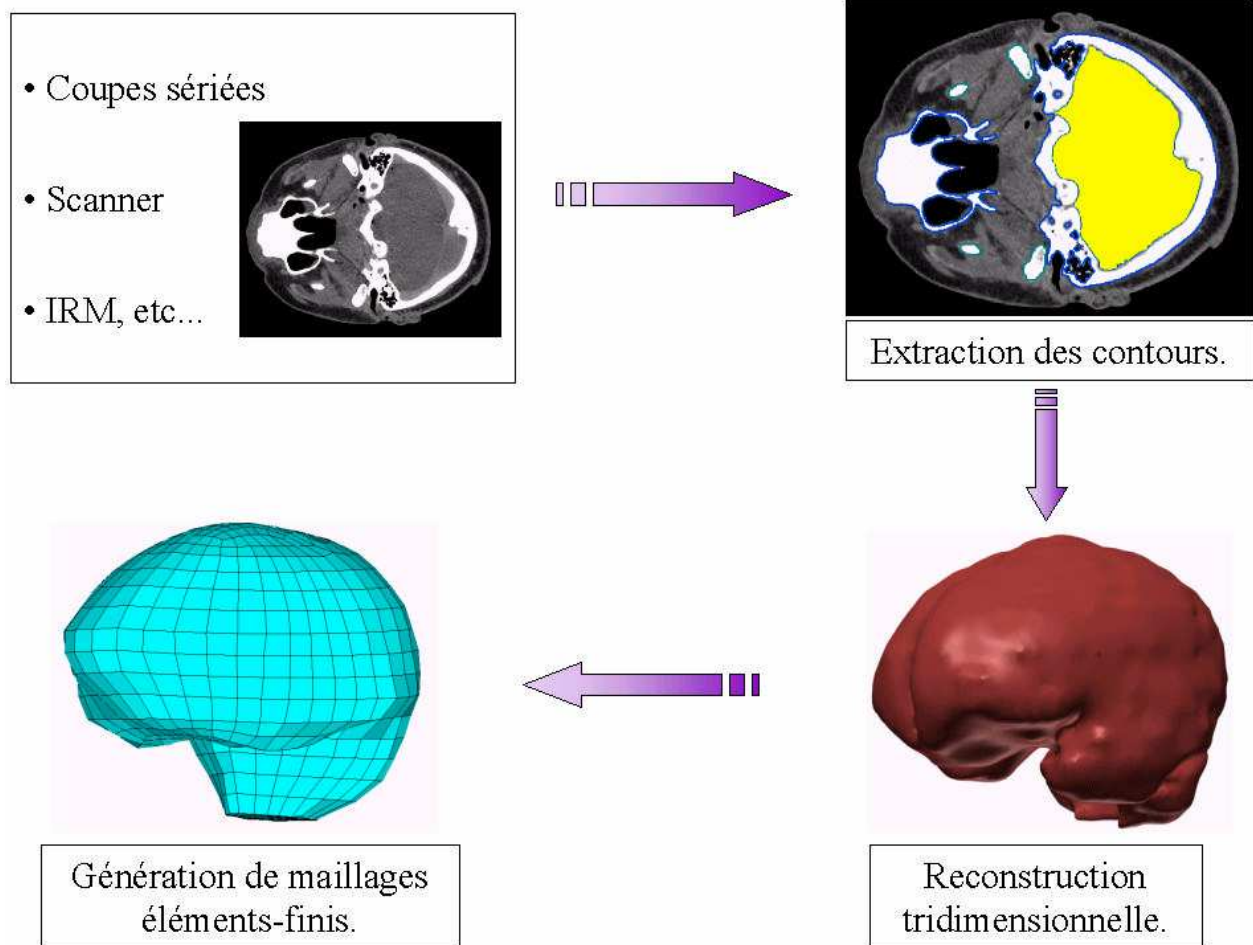 • Coupes sériées
• Scanner
• IRM, etc...
Extraction des contours.
Génération de maillages
éléments-finis.
Reconstruction
tridimensionnelle.